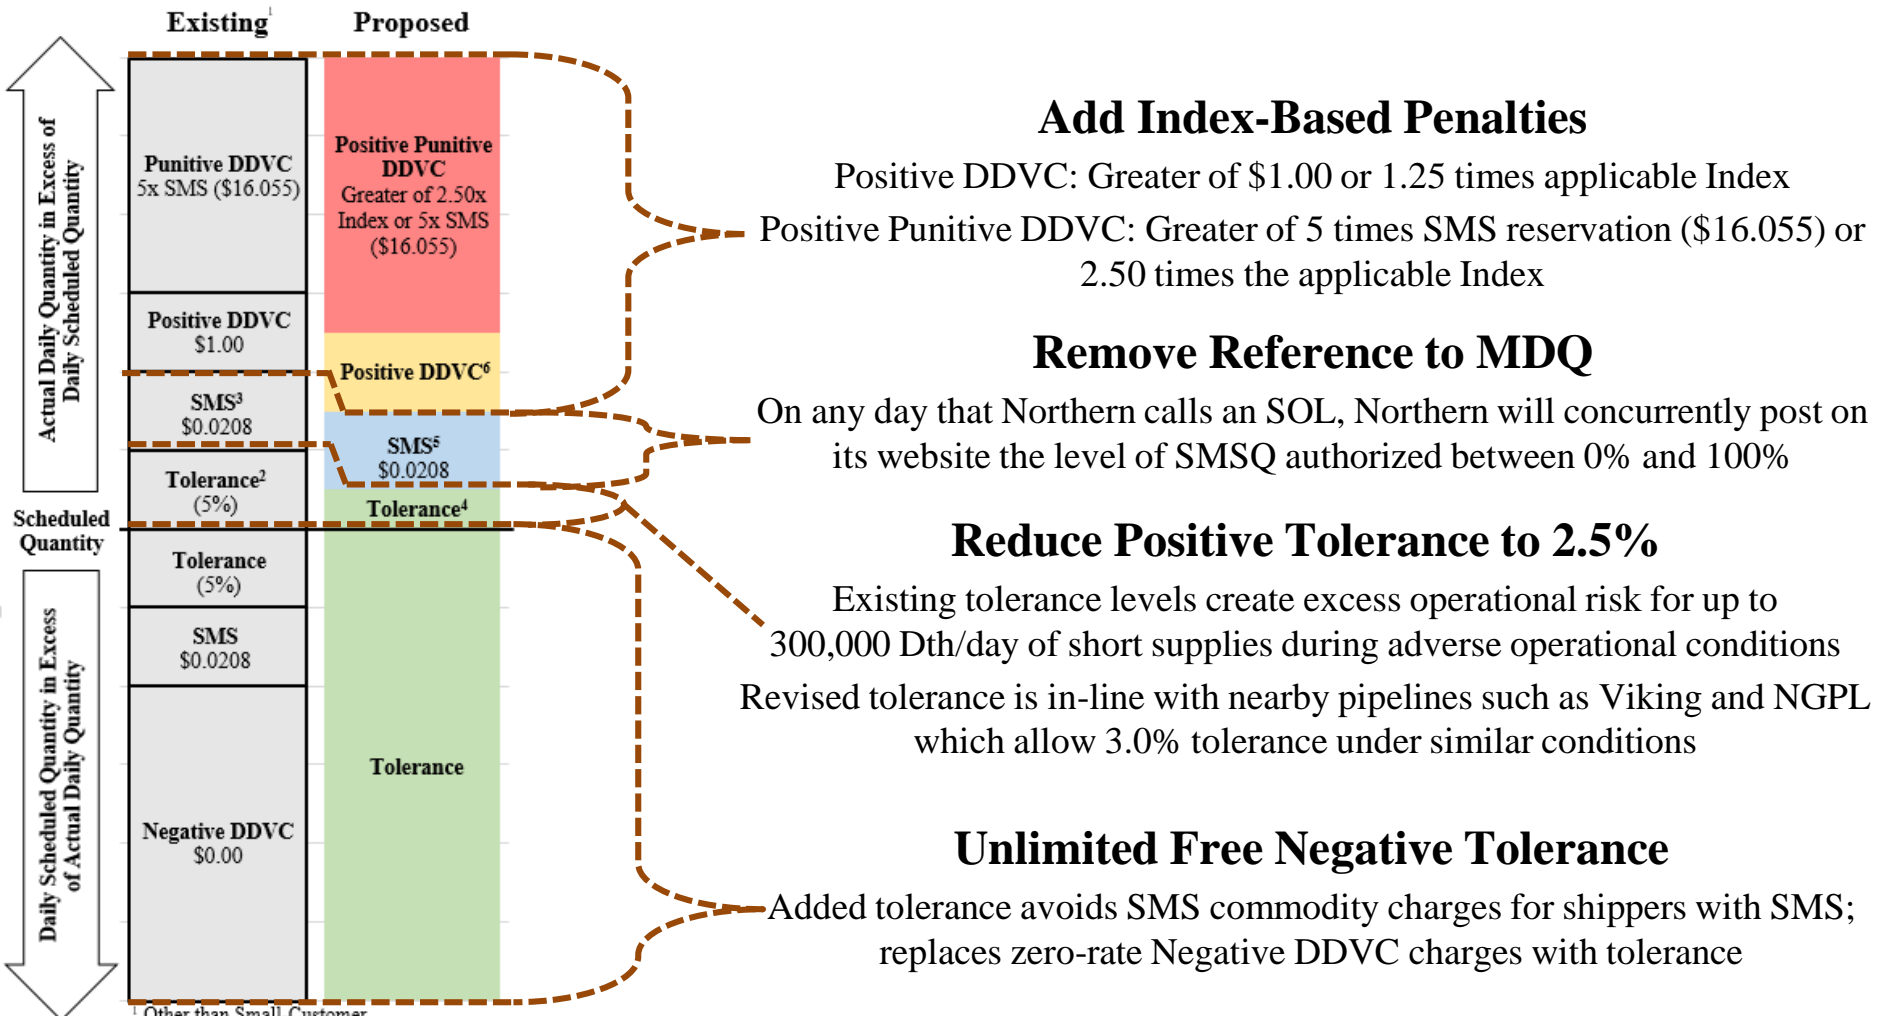 Existing¹
Proposed
Actual Daily Quantity in Excess of
Daily Scheduled Quantity
Scheduled
Quantity
Daily Scheduled Quantity in Excess
of Actual Daily Quantity
Punitive DDVC
5x SMS ($16.055)
Positive DDVC
$1.00
SMS³
$0.0208
Tolerance²
(5%)
Tolerance
(5%)
SMS
$0.0208
Negative DDVC
$0.00
Positive Punitive
DDVC
Greater of 2.50x
Index or 5x SMS
($16.055)
Positive DDVC⁶
SMS⁵
$0.0208
Tolerance⁴
Tolerance
¹ Other than Small Customer
Add Index-Based Penalties
Positive DDVC: Greater of $1.00 or 1.25 times applicable Index
Positive Punitive DDVC: Greater of 5 times SMS reservation ($16.055) or
2.50 times the applicable Index
Remove Reference to MDQ
On any day that Northern calls an SOL, Northern will concurrently post on
its website the level of SMSQ authorized between 0% and 100%
Reduce Positive Tolerance to 2.5%
Existing tolerance levels create excess operational risk for up to
300,000 Dth/day of short supplies during adverse operational conditions
Revised tolerance is in-line with nearby pipelines such as Viking and NGPL
which allow 3.0% tolerance under similar conditions
Unlimited Free Negative Tolerance
Added tolerance avoids SMS commodity charges for shippers with SMS;
replaces zero-rate Negative DDVC charges with tolerance